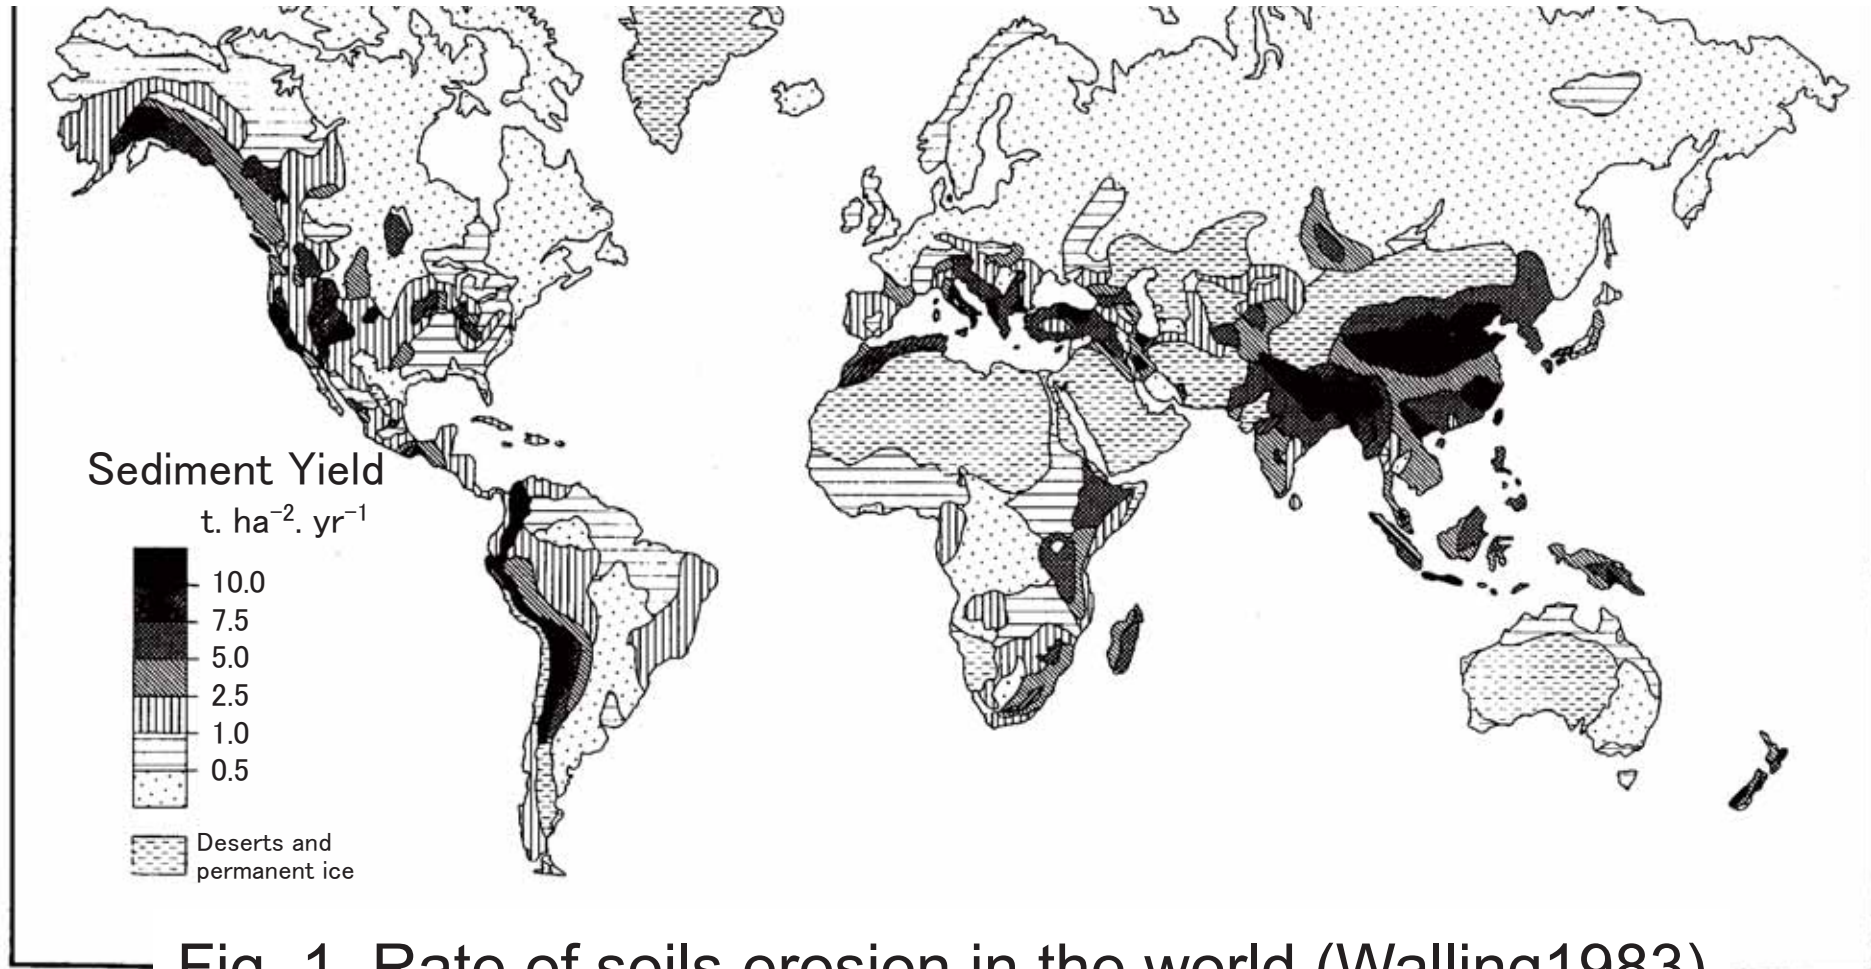 Sediment Yield
t. ha⁻². yr⁻¹
10.0
7.5
5.0
2.5
1.0
0.5
Deserts and
permanent ice
Fig. 1 Rate of soils erosion in the world (Walling1983)